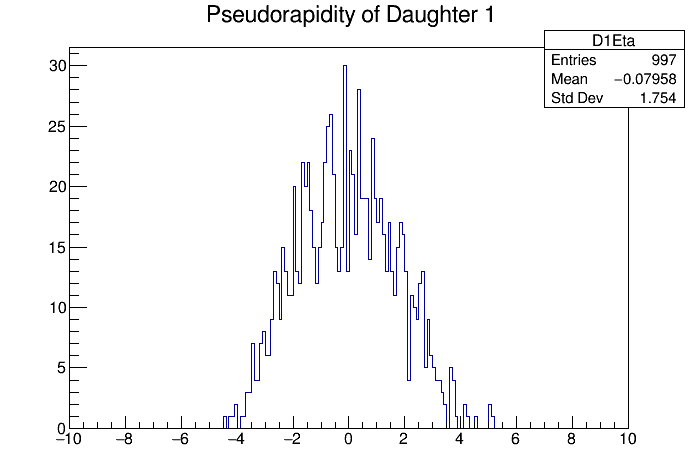 Pseudorapidity of Daughter 1
D1Eta
Entries 997
Mean −0.07958
Std Dev 1.754
30
25
20
15
10
5
0
−10 −8 −6 −4 −2 0 2 4 6 8 10